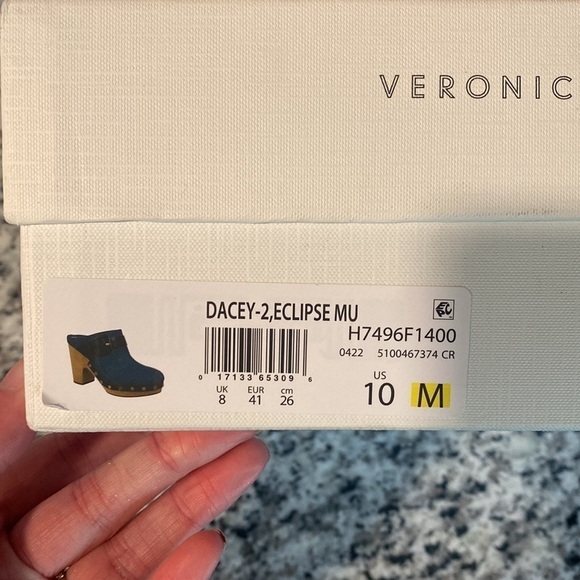 VERONIC
DACEY-2,ECLIPSE MU
H7496F1400
0422 5100467374 CR
0 17133 65309 6
UK EUR cm
8 41 26
US
10 M